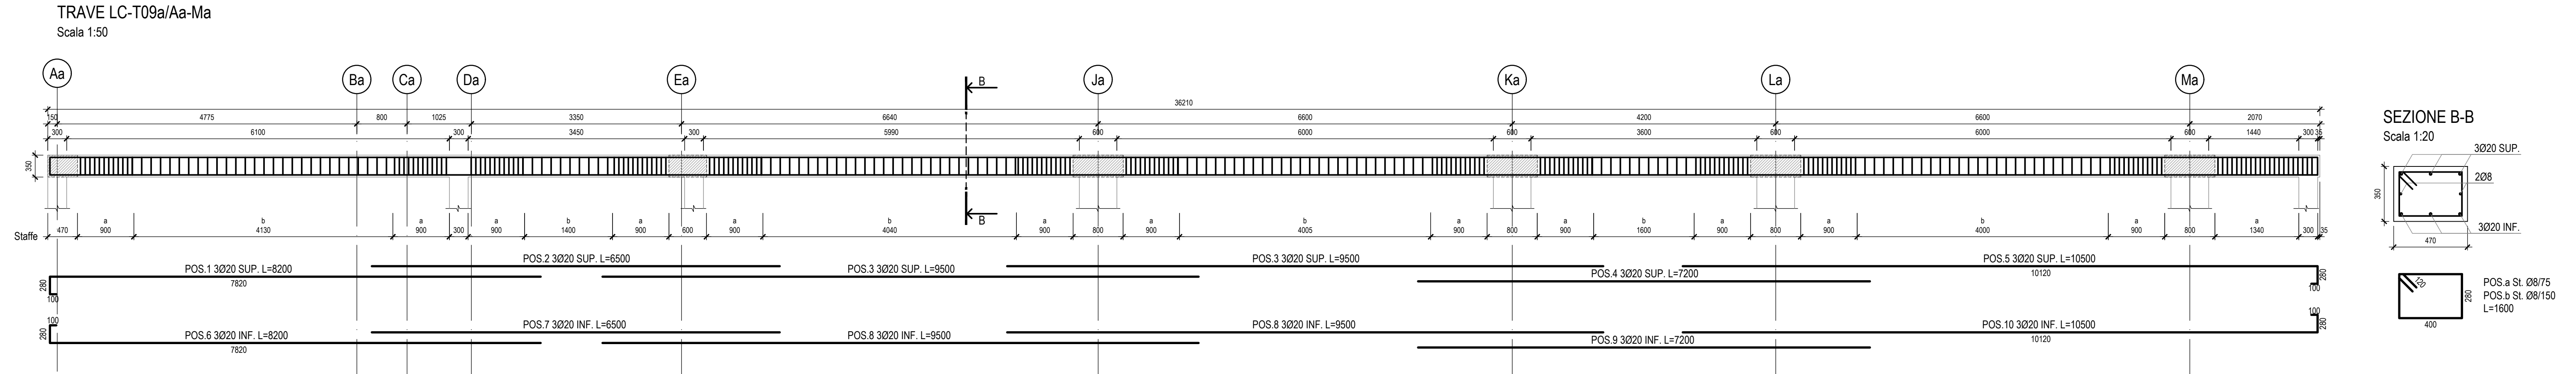 TRAVE LC-T09a/Aa-Ma
Scala 1:50
Aa Ba Ca Da Ea B Ja Ka La Ma
36210
150 4775 800 1025 3350 6640 6600 4200 6600 2070
300 6100 300 3450 300 5990 600 6000 600 3600 600 6000 600 1440 300 35
350
B
a b a a b a a b a a b a a b a a b a a
Staffe 470 900 4130 900 300 900 1400 900 600 900 4040 900 800 900 4005 900 800 900 1600 900 800 900 4000 900 800 1340 300 35
POS.2 3Ø20 SUP. L=6500 POS.3 3Ø20 SUP. L=9500 POS.5 3Ø20 SUP. L=10500
POS.1 3Ø20 SUP. L=8200 POS.3 3Ø20 SUP. L=9500 POS.4 3Ø20 SUP. L=7200
280 7820 10120 280
100 100
100 100
POS.7 3Ø20 INF. L=6500 POS.8 3Ø20 INF. L=9500 POS.10 3Ø20 INF. L=10500
POS.6 3Ø20 INF. L=8200 POS.8 3Ø20 INF. L=9500 POS.9 3Ø20 INF. L=7200
280 7820 10120 280
SEZIONE B-B
Scala 1:20
3Ø20 SUP.
2Ø8
350
3Ø20 INF.
470
120
280
400
POS.a St. Ø8/75
POS.b St. Ø8/150
L=1600